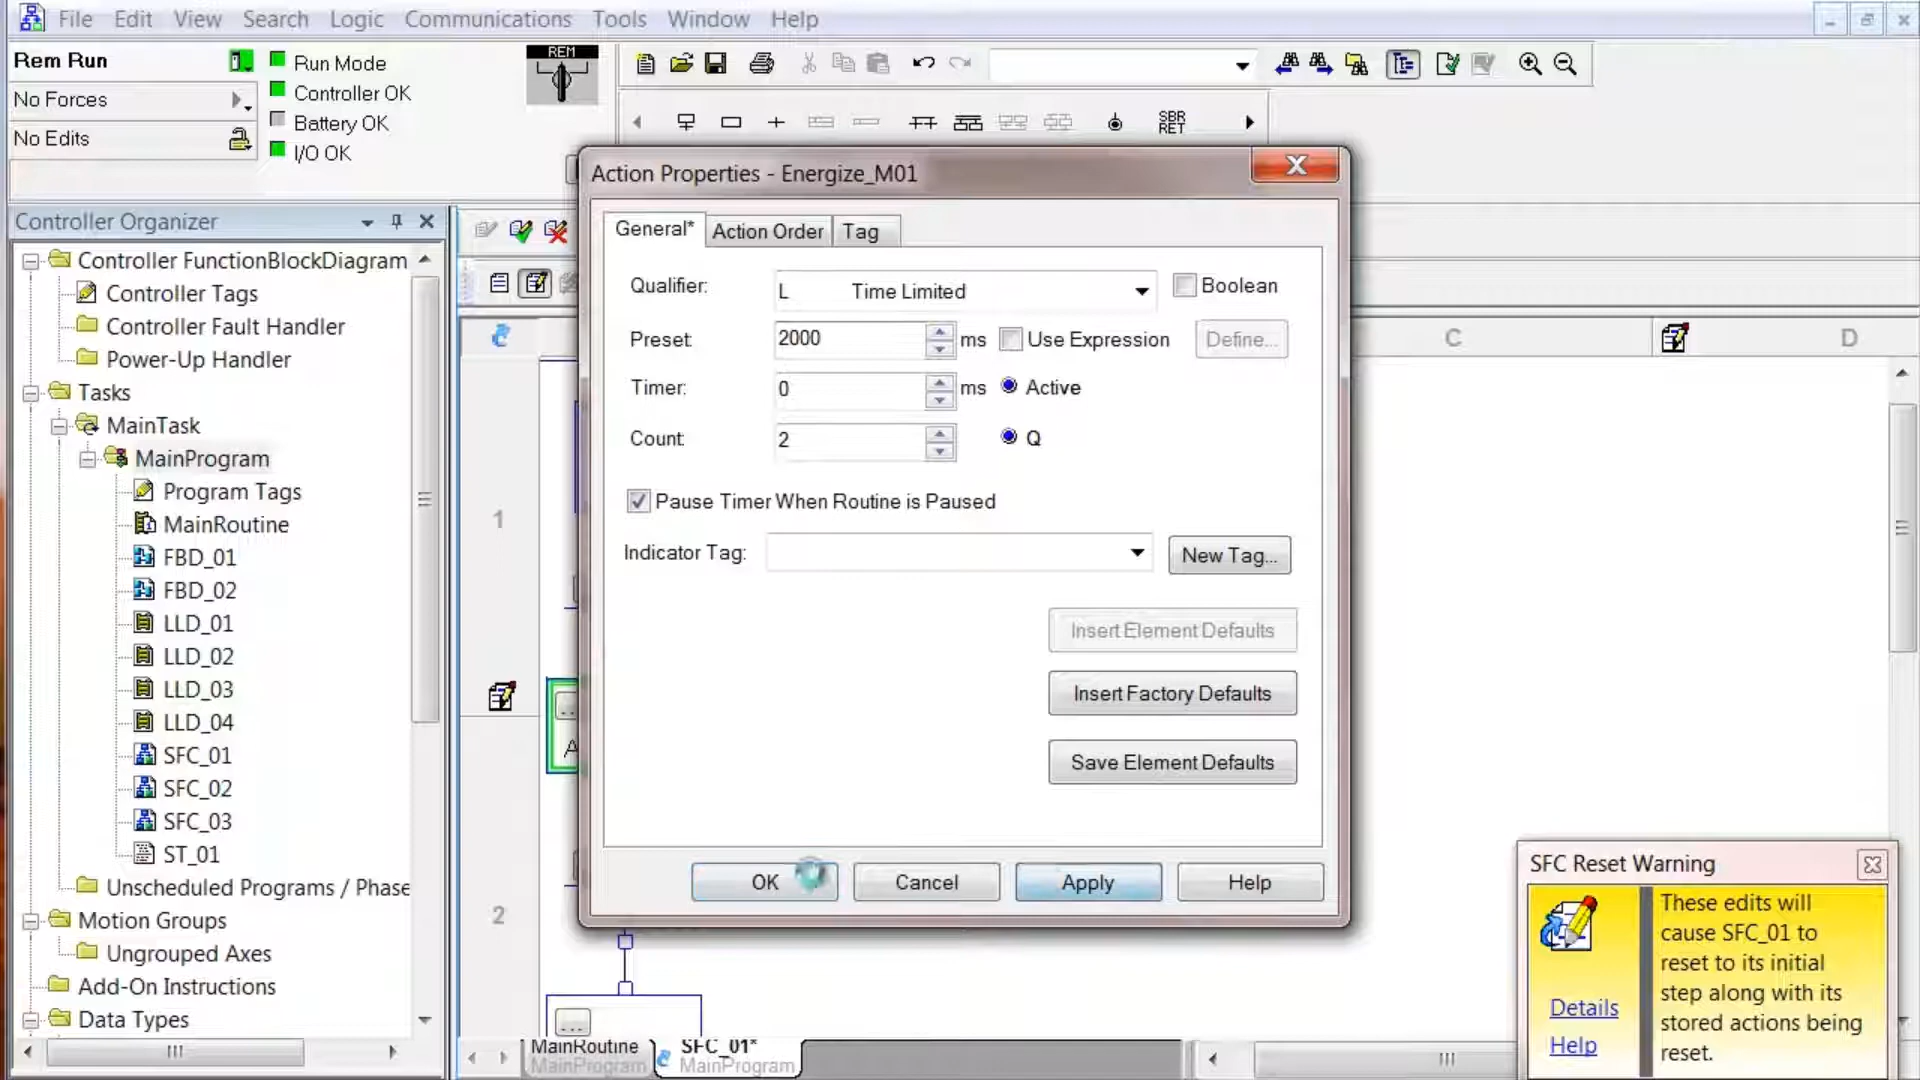 File Edit View Search Logic Communications Tools Window Help
Rem Run
No Forces
No Edits
Run Mode
Controller OK
Battery OK
I/O OK
REM
SBR
RET
Controller Organizer
Controller FunctionBlockDiagram
Controller Tags
Controller Fault Handler
Power-Up Handler
Tasks
MainTask
MainProgram
Program Tags
MainRoutine
FBD_01
FBD_02
LLD_01
LLD_02
LLD_03
LLD_04
SFC_01
SFC_02
SFC_03
ST_01
Unscheduled Programs / Phase
Motion Groups
Ungrouped Axes
Add-On Instructions
Data Types
Action Properties - Energize_M01
General* Action Order Tag
Qualifier: L Time Limited Boolean
Preset: 2000 ms Use Expression Define...
Timer: 0 ms Active
Count: 2 Q
Pause Timer When Routine is Paused
Indicator Tag: New Tag...
Insert Element Defaults
Insert Factory Defaults
Save Element Defaults
OK Cancel Apply Help
C D
1
2
A
...
MainRoutine
MainProgram
SFC_01*
MainProgram
SFC Reset Warning
These edits will
cause SFC_01 to
reset to its initial
step along with its
stored actions being
reset.
Details
Help